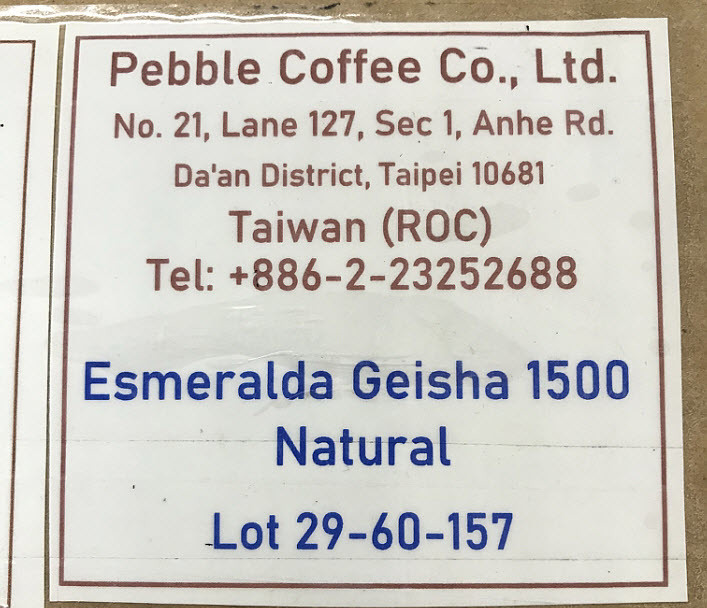 Pebble Coffee Co., Ltd.
No. 21, Lane 127, Sec 1, Anhe Rd.
Da'an District, Taipei 10681
Taiwan (ROC)
Tel: +886-2-23252688
Esmeralda Geisha 1500
Natural
Lot 29-60-157